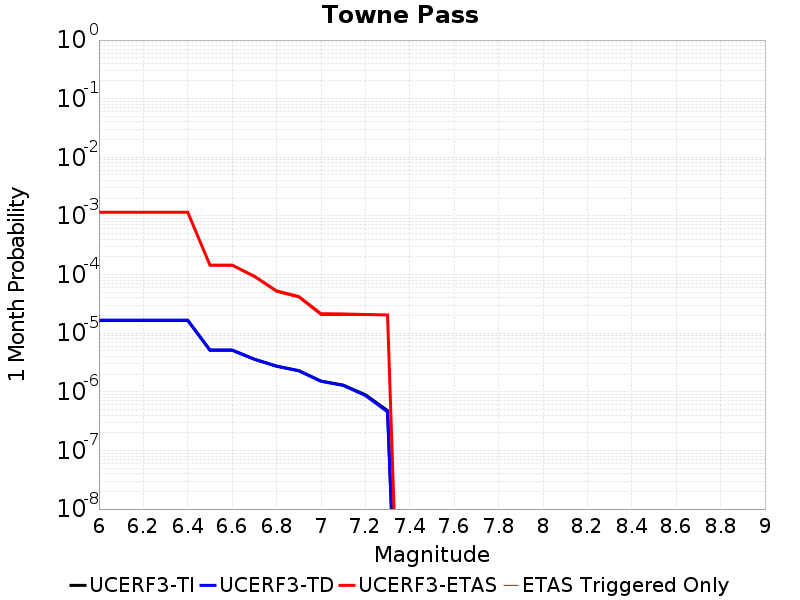 Towne Pass
10^0
10^-1
10^-2
10^-3
10^-4
10^-5
10^-6
10^-7
10^-8
1 Month Probability
6 6.2 6.4 6.6 6.8 7 7.2 7.4 7.6 7.8 8 8.2 8.4 8.6 8.8 9
Magnitude
UCERF3-TI UCERF3-TD UCERF3-ETAS ETAS Triggered Only